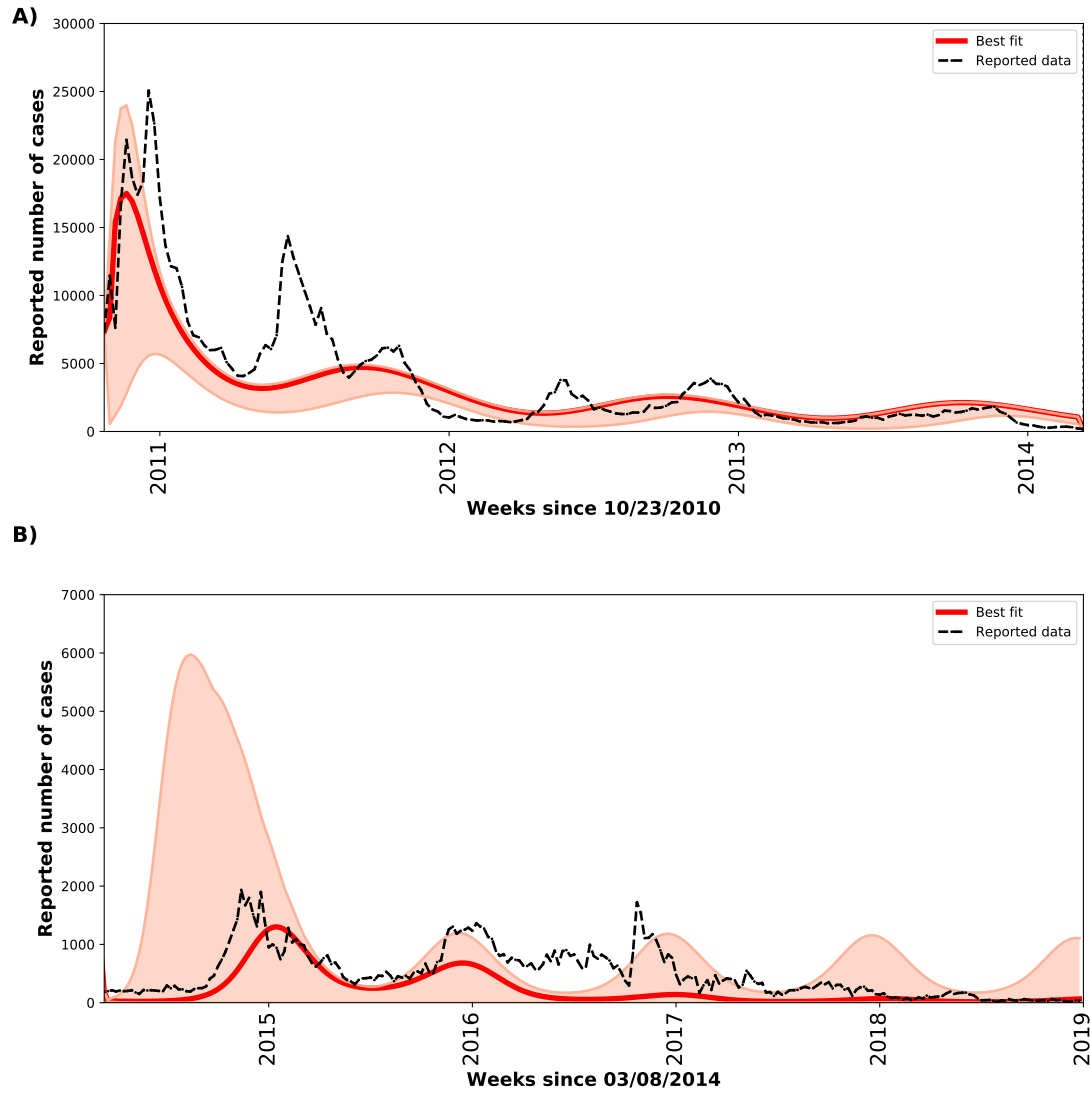 A)
30000
25000
20000
15000
10000
5000
0
Reported number of cases
Best fit
Reported data
2011
2012
2013
2014
Weeks since 10/23/2010
B)
7000
6000
5000
4000
3000
2000
1000
0
Reported number of cases
Best fit
Reported data
2015
2016
2017
2018
2019
Weeks since 03/08/2014